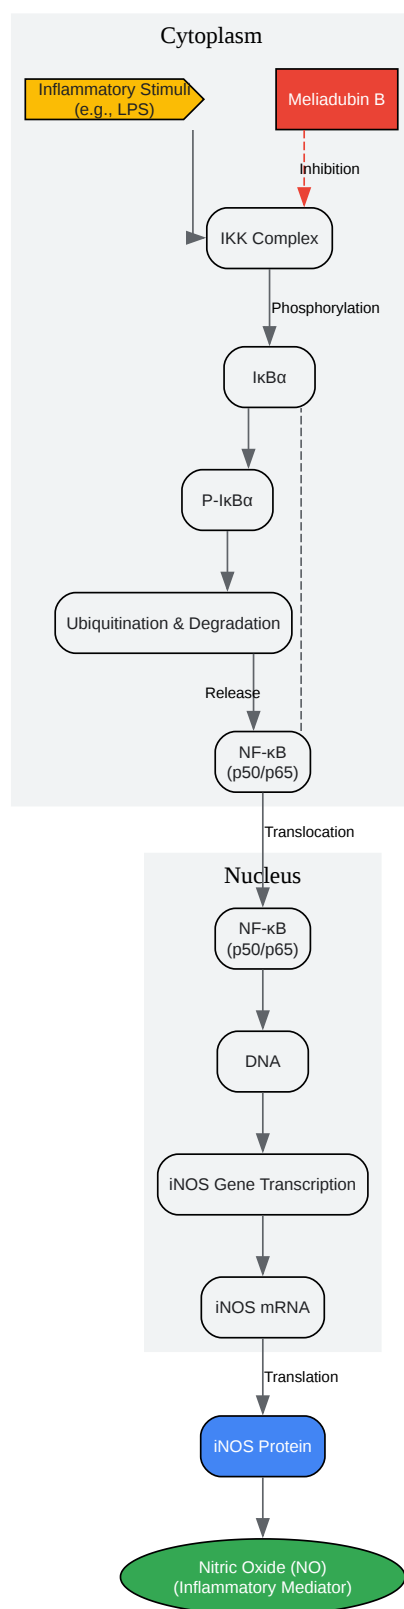 Cytoplasm
Inflammatory Stimuli
(e.g., LPS)
Meliadubin B
Inhibition
IKK Complex
Phosphorylation
IκBα
P-IκBα
Ubiquitination & Degradation
Release
NF-κB
(p50/p65)
Translocation
Nucleus
NF-κB
(p50/p65)
DNA
iNOS Gene Transcription
iNOS mRNA
Translation
iNOS Protein
Nitric Oxide (NO)
(Inflammatory Mediator)